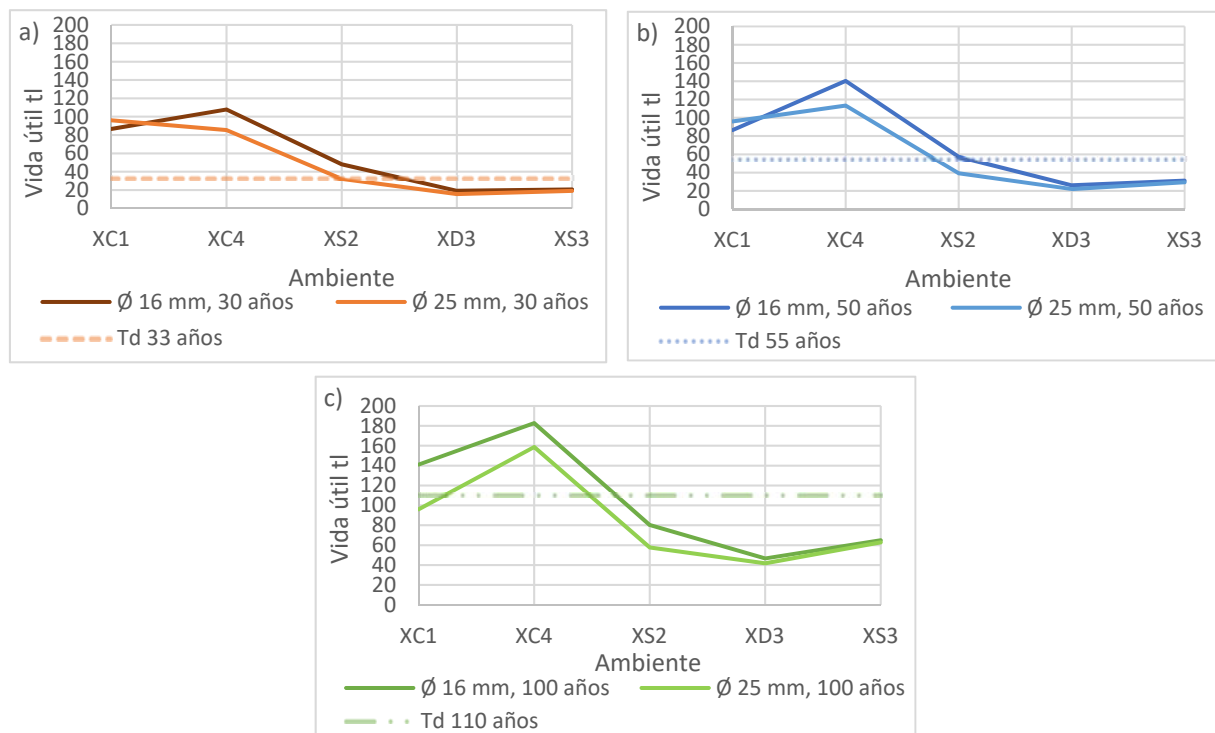 a)
200
180
160
140
120
100
80
60
40
20
0
Vida útil tl
XC1 XC4 XS2 XD3 XS3
Ambiente
Ø 16 mm, 30 años Ø 25 mm, 30 años
Td 33 años
b)
200
180
160
140
120
100
80
60
40
20
0
Vida útil tl
XC1 XC4 XS2 XD3 XS3
Ambiente
Ø 16 mm, 50 años Ø 25 mm, 50 años
Td 55 años
c)
200
180
160
140
120
100
80
60
40
20
0
Vida útil tl
XC1 XC4 XS2 XD3 XS3
Ambiente
Ø 16 mm, 100 años Ø 25 mm, 100 años
Td 110 años